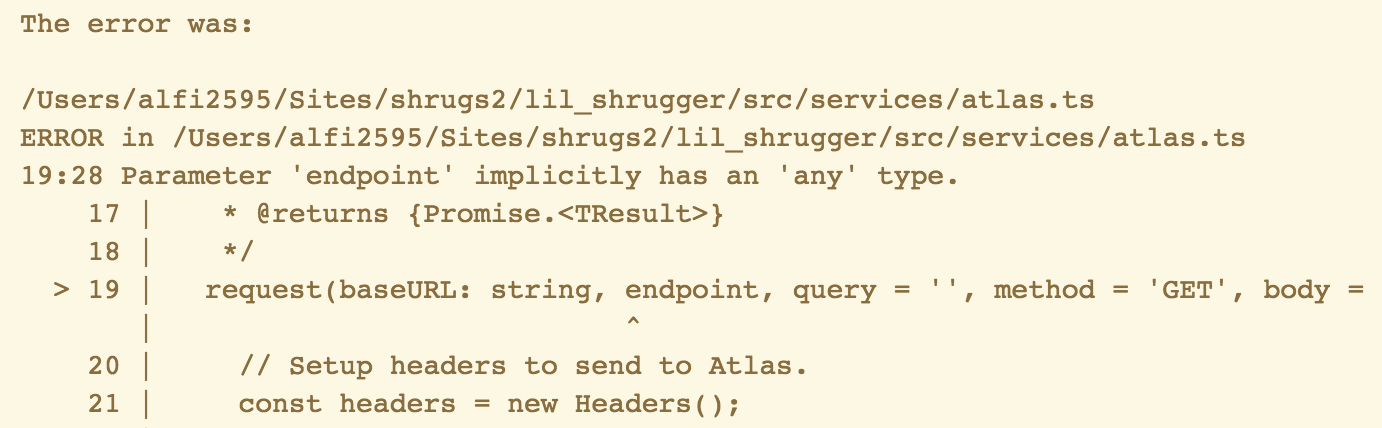 The error was:
/Users/alfi2595/Sites/shrugs2/lil_shrugger/src/services/atlas.ts
ERROR in /Users/alfi2595/Sites/shrugs2/lil_shrugger/src/services/atlas.ts
19:28 Parameter 'endpoint' implicitly has an 'any' type.
    17 |    * @returns {Promise.<TResult>}
    18 |    */
  > 19 |   request(baseURL: string, endpoint, query = '', method = 'GET', body =
       |                            ^
    20 |     // Setup headers to send to Atlas.
    21 |     const headers = new Headers();